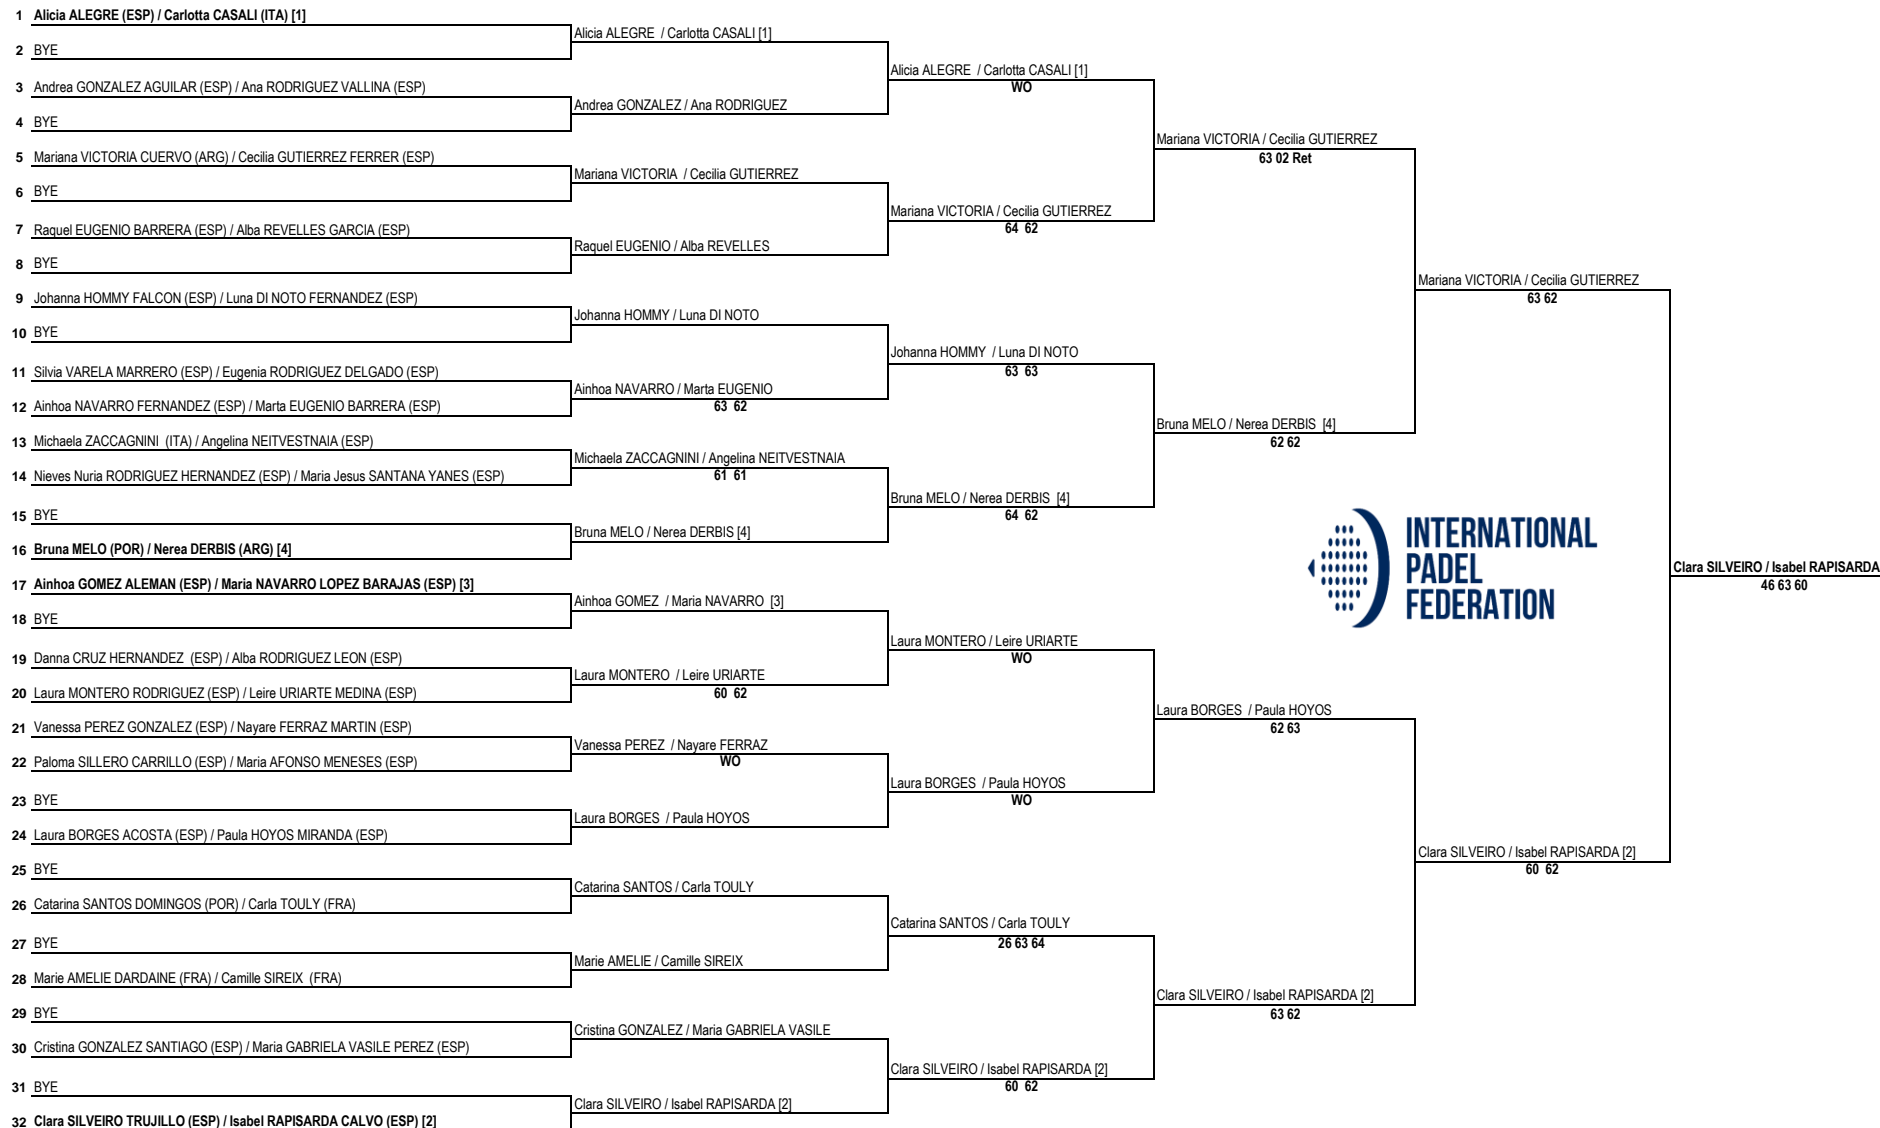 1 Alicia ALEGRE (ESP) / Carlotta CASALI (ITA) [1]
Alicia ALEGRE / Carlotta CASALI [1]
2 BYE
Alicia ALEGRE / Carlotta CASALI [1]
WO
3 Andrea GONZALEZ AGUILAR (ESP) / Ana RODRIGUEZ VALLINA (ESP)
Andrea GONZALEZ / Ana RODRIGUEZ
4 BYE
Mariana VICTORIA / Cecilia GUTIERREZ
63 02 Ret
5 Mariana VICTORIA CUERVO (ARG) / Cecilia GUTIERREZ FERRER (ESP)
Mariana VICTORIA / Cecilia GUTIERREZ
6 BYE
Mariana VICTORIA / Cecilia GUTIERREZ
64 62
7 Raquel EUGENIO BARRERA (ESP) / Alba REVELLES GARCIA (ESP)
Raquel EUGENIO / Alba REVELLES
8 BYE
Mariana VICTORIA / Cecilia GUTIERREZ
63 62
9 Johanna HOMMY FALCON (ESP) / Luna DI NOTO FERNANDEZ (ESP)
Johanna HOMMY / Luna DI NOTO
10 BYE
Johanna HOMMY / Luna DI NOTO
63 63
11 Silvia VARELA MARRERO (ESP) / Eugenia RODRIGUEZ DELGADO (ESP)
Ainhoa NAVARRO / Marta EUGENIO
63 62
12 Ainhoa NAVARRO FERNANDEZ (ESP) / Marta EUGENIO BARRERA (ESP)
Bruna MELO / Nerea DERBIS [4]
62 62
13 Michaela ZACCAGNINI (ITA) / Angelina NEITVESTNAIA (ESP)
Michaela ZACCAGNINI / Angelina NEITVESTNAIA
61 61
14 Nieves Nuria RODRIGUEZ HERNANDEZ (ESP) / Maria Jesus SANTANA YANES (ESP)
Bruna MELO / Nerea DERBIS [4]
64 62
15 BYE
Bruna MELO / Nerea DERBIS [4]
16 Bruna MELO (POR) / Nerea DERBIS (ARG) [4]
INTERNATIONAL
PADEL
FEDERATION
Clara SILVEIRO / Isabel RAPISARDA
46 63 60
17 Ainhoa GOMEZ ALEMAN (ESP) / Maria NAVARRO LOPEZ BARAJAS (ESP) [3]
Ainhoa GOMEZ / Maria NAVARRO [3]
18 BYE
Laura MONTERO / Leire URIARTE
WO
19 Danna CRUZ HERNANDEZ (ESP) / Alba RODRIGUEZ LEON (ESP)
Laura MONTERO / Leire URIARTE
60 62
20 Laura MONTERO RODRIGUEZ (ESP) / Leire URIARTE MEDINA (ESP)
Laura BORGES / Paula HOYOS
62 63
21 Vanessa PEREZ GONZALEZ (ESP) / Nayare FERRAZ MARTIN (ESP)
Vanessa PEREZ / Nayare FERRAZ
WO
22 Paloma SILLERO CARRILLO (ESP) / Maria AFONSO MENESES (ESP)
Laura BORGES / Paula HOYOS
WO
23 BYE
Laura BORGES / Paula HOYOS
24 Laura BORGES ACOSTA (ESP) / Paula HOYOS MIRANDA (ESP)
Clara SILVEIRO / Isabel RAPISARDA [2]
60 62
25 BYE
Catarina SANTOS / Carla TOULY
26 Catarina SANTOS DOMINGOS (POR) / Carla TOULY (FRA)
Catarina SANTOS / Carla TOULY
26 63 64
27 BYE
Marie AMELIE / Camille SIREIX
28 Marie AMELIE DARDAINE (FRA) / Camille SIREIX (FRA)
Clara SILVEIRO / Isabel RAPISARDA [2]
63 62
29 BYE
Cristina GONZALEZ / Maria GABRIELA VASILE
30 Cristina GONZALEZ SANTIAGO (ESP) / Maria GABRIELA VASILE PEREZ (ESP)
Clara SILVEIRO / Isabel RAPISARDA [2]
60 62
31 BYE
Clara SILVEIRO / Isabel RAPISARDA [2]
32 Clara SILVEIRO TRUJILLO (ESP) / Isabel RAPISARDA CALVO (ESP) [2]